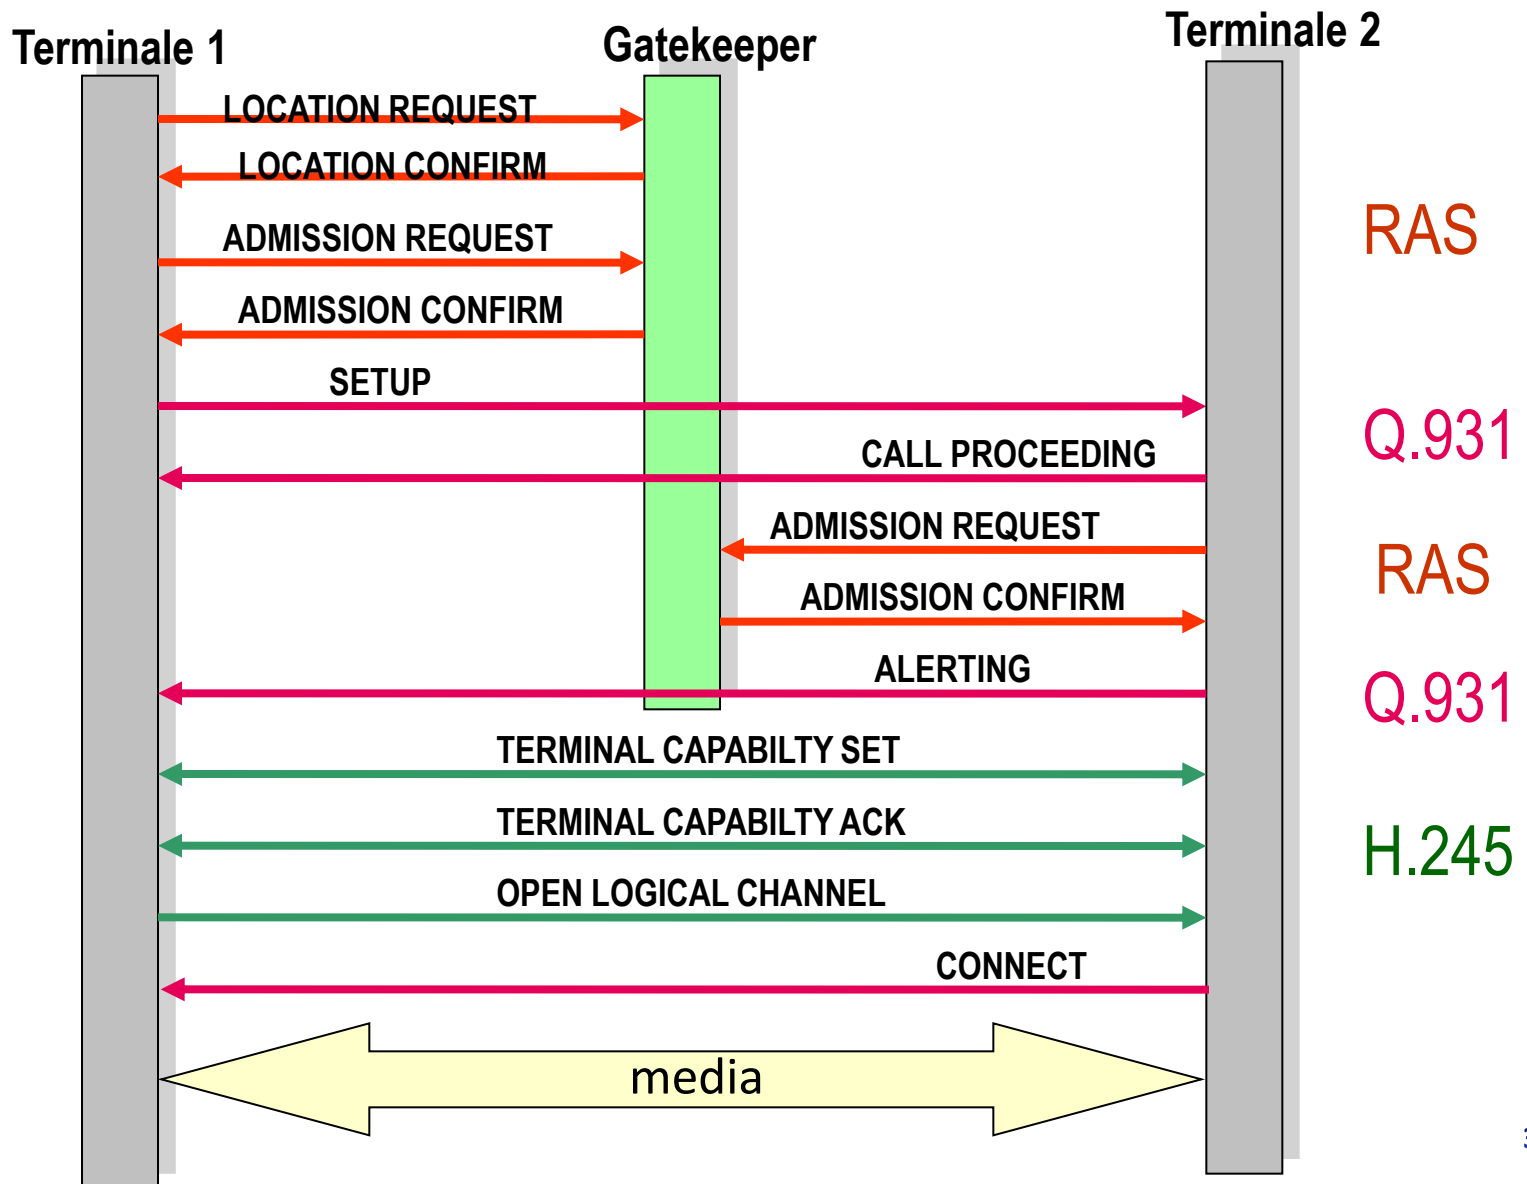 Terminale 1
Gatekeeper
Terminale 2
LOCATION REQUEST
LOCATION CONFIRM
RAS
ADMISSION REQUEST
ADMISSION CONFIRM
SETUP
Q.931
CALL PROCEEDING
ADMISSION REQUEST
RAS
ADMISSION CONFIRM
ALERTING
Q.931
TERMINAL CAPABILTY SET
TERMINAL CAPABILTY ACK
H.245
OPEN LOGICAL CHANNEL
CONNECT
media